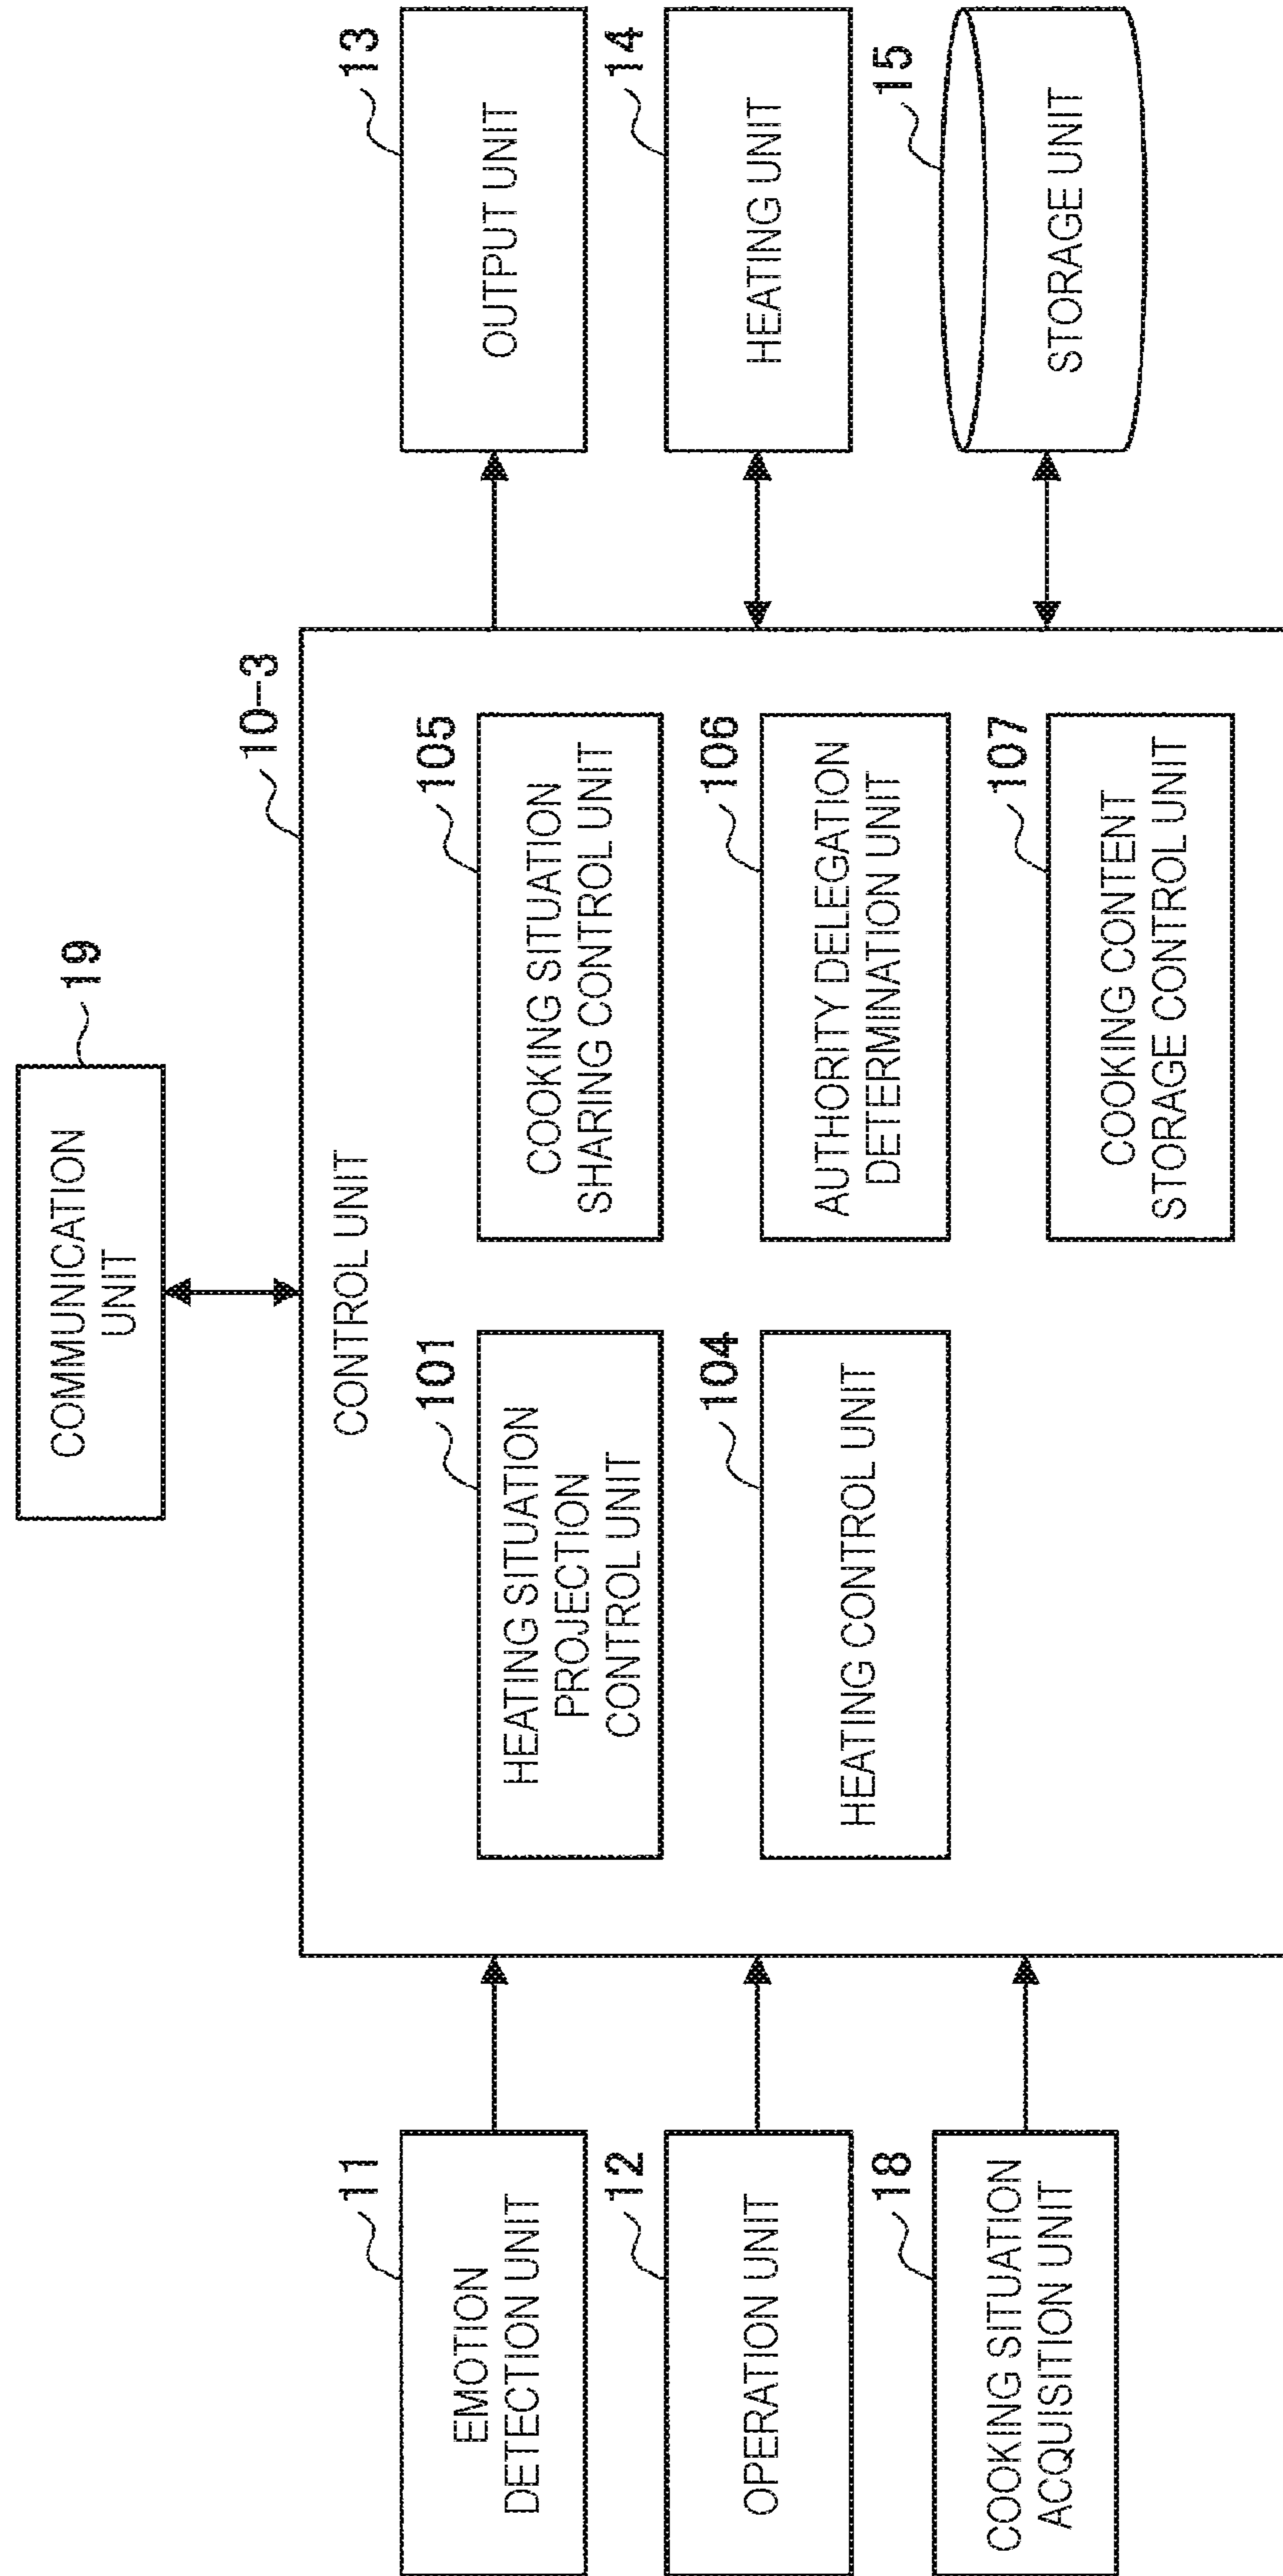 19
COMMUNICATION
UNIT
10-3
CONTROL UNIT
11
EMOTION
DETECTION UNIT
12
OPERATION UNIT
18
COOKING SITUATION
ACQUISITION UNIT
101
HEATING SITUATION
PROJECTION
CONTROL UNIT
104
HEATING CONTROL UNIT
105
COOKING SITUATION
SHARING CONTROL UNIT
106
AUTHORITY DELEGATION
DETERMINATION UNIT
107
COOKING CONTENT
STORAGE CONTROL UNIT
13
OUTPUT UNIT
14
HEATING UNIT
15
STORAGE UNIT